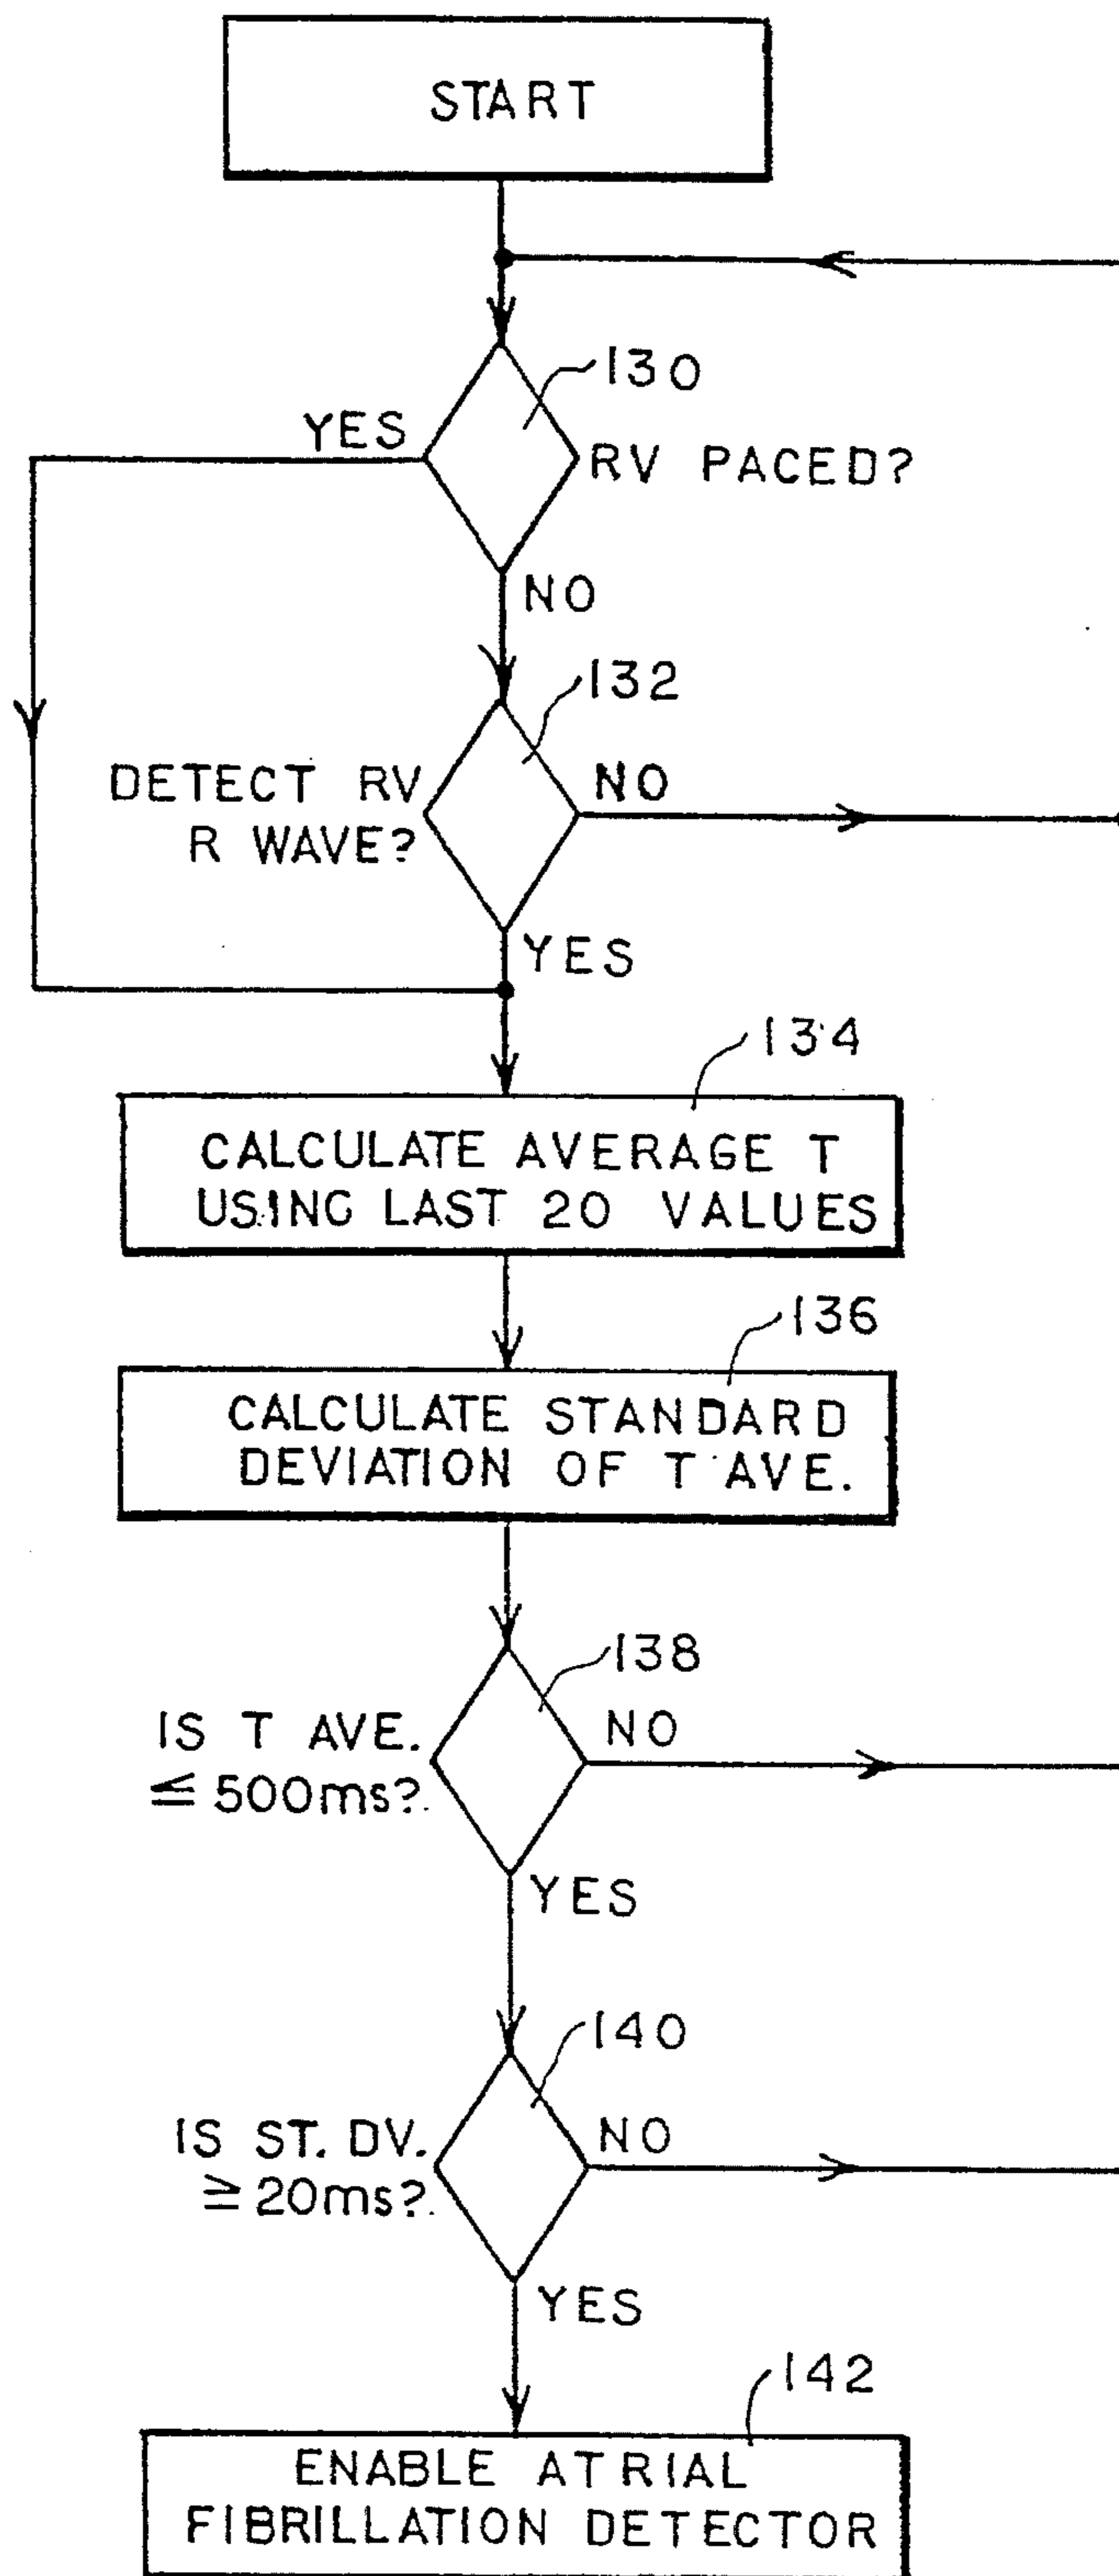 START
130
YES
RV PACED?
NO
132
DETECT RV
R WAVE?
NO
YES
134
CALCULATE AVERAGE T
USING LAST 20 VALUES
136
CALCULATE STANDARD
DEVIATION OF T AVE.
138
IS T AVE.
≦ 500ms?
NO
YES
140
IS ST. DV.
≧ 20ms?
NO
YES
142
ENABLE ATRIAL
FIBRILLATION DETECTOR